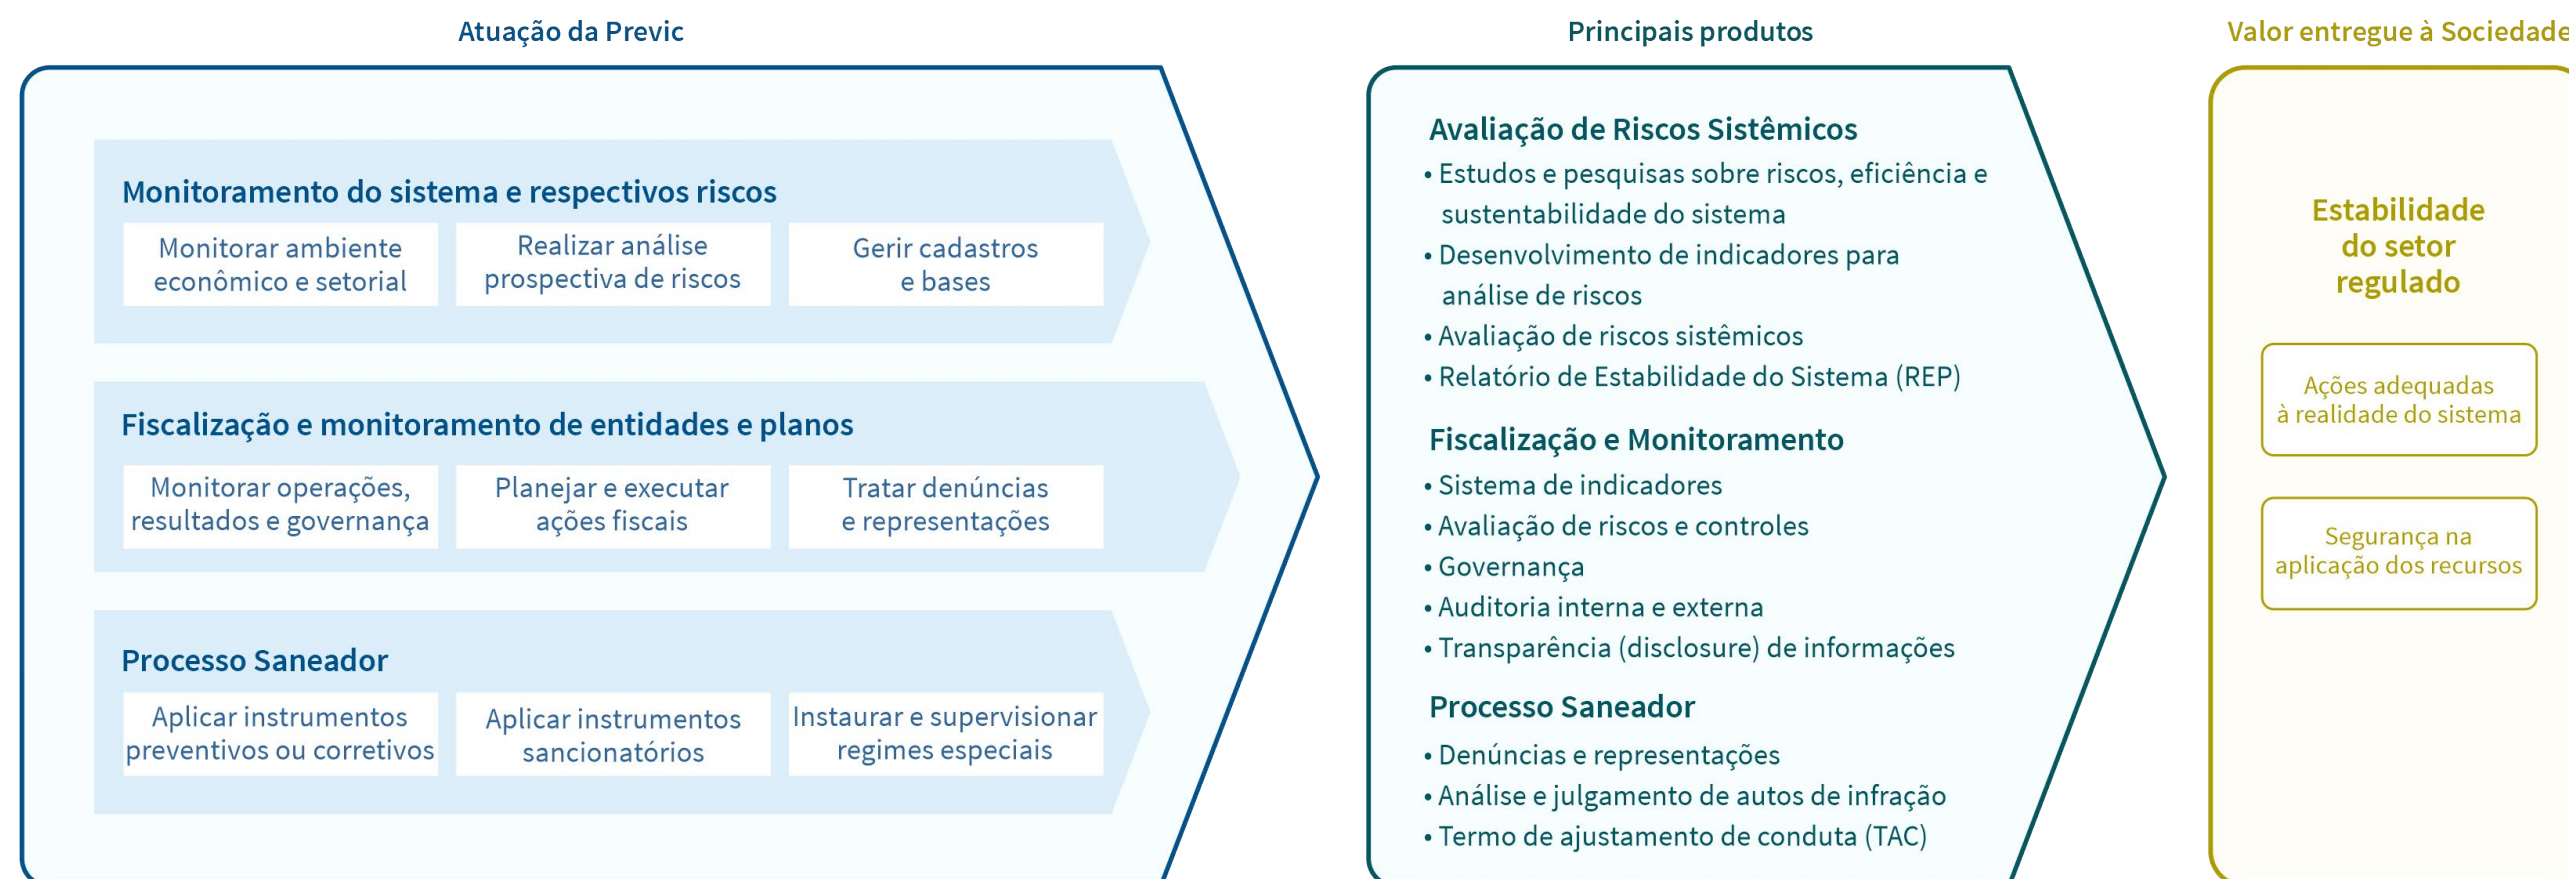 Atuação da Previc
Monitoramento do sistema e respectivos riscos
Monitorar ambiente
econômico e setorial
Realizar análise
prospectiva de riscos
Gerir cadastros
e bases
Fiscalização e monitoramento de entidades e planos
Monitorar operações,
resultados e governança
Planejar e executar
ações fiscais
Tratar denúncias
e representações
Processo Saneador
Aplicar instrumentos
preventivos ou corretivos
Aplicar instrumentos
sancionatórios
Instaurar e supervisionar
regimes especiais
Principais produtos
Avaliação de Riscos Sistêmicos
• Estudos e pesquisas sobre riscos, eficiência e
sustentabilidade do sistema
• Desenvolvimento de indicadores para
análise de riscos
• Avaliação de riscos sistêmicos
• Relatório de Estabilidade do Sistema (REP)
Fiscalização e Monitoramento
• Sistema de indicadores
• Avaliação de riscos e controles
• Governança
• Auditoria interna e externa
• Transparência (disclosure) de informações
Processo Saneador
• Denúncias e representações
• Análise e julgamento de autos de infração
• Termo de ajustamento de conduta (TAC)
Valor entregue à Sociedade
Estabilidade
do setor
regulado
Ações adequadas
à realidade do sistema
Segurança na
aplicação dos recursos